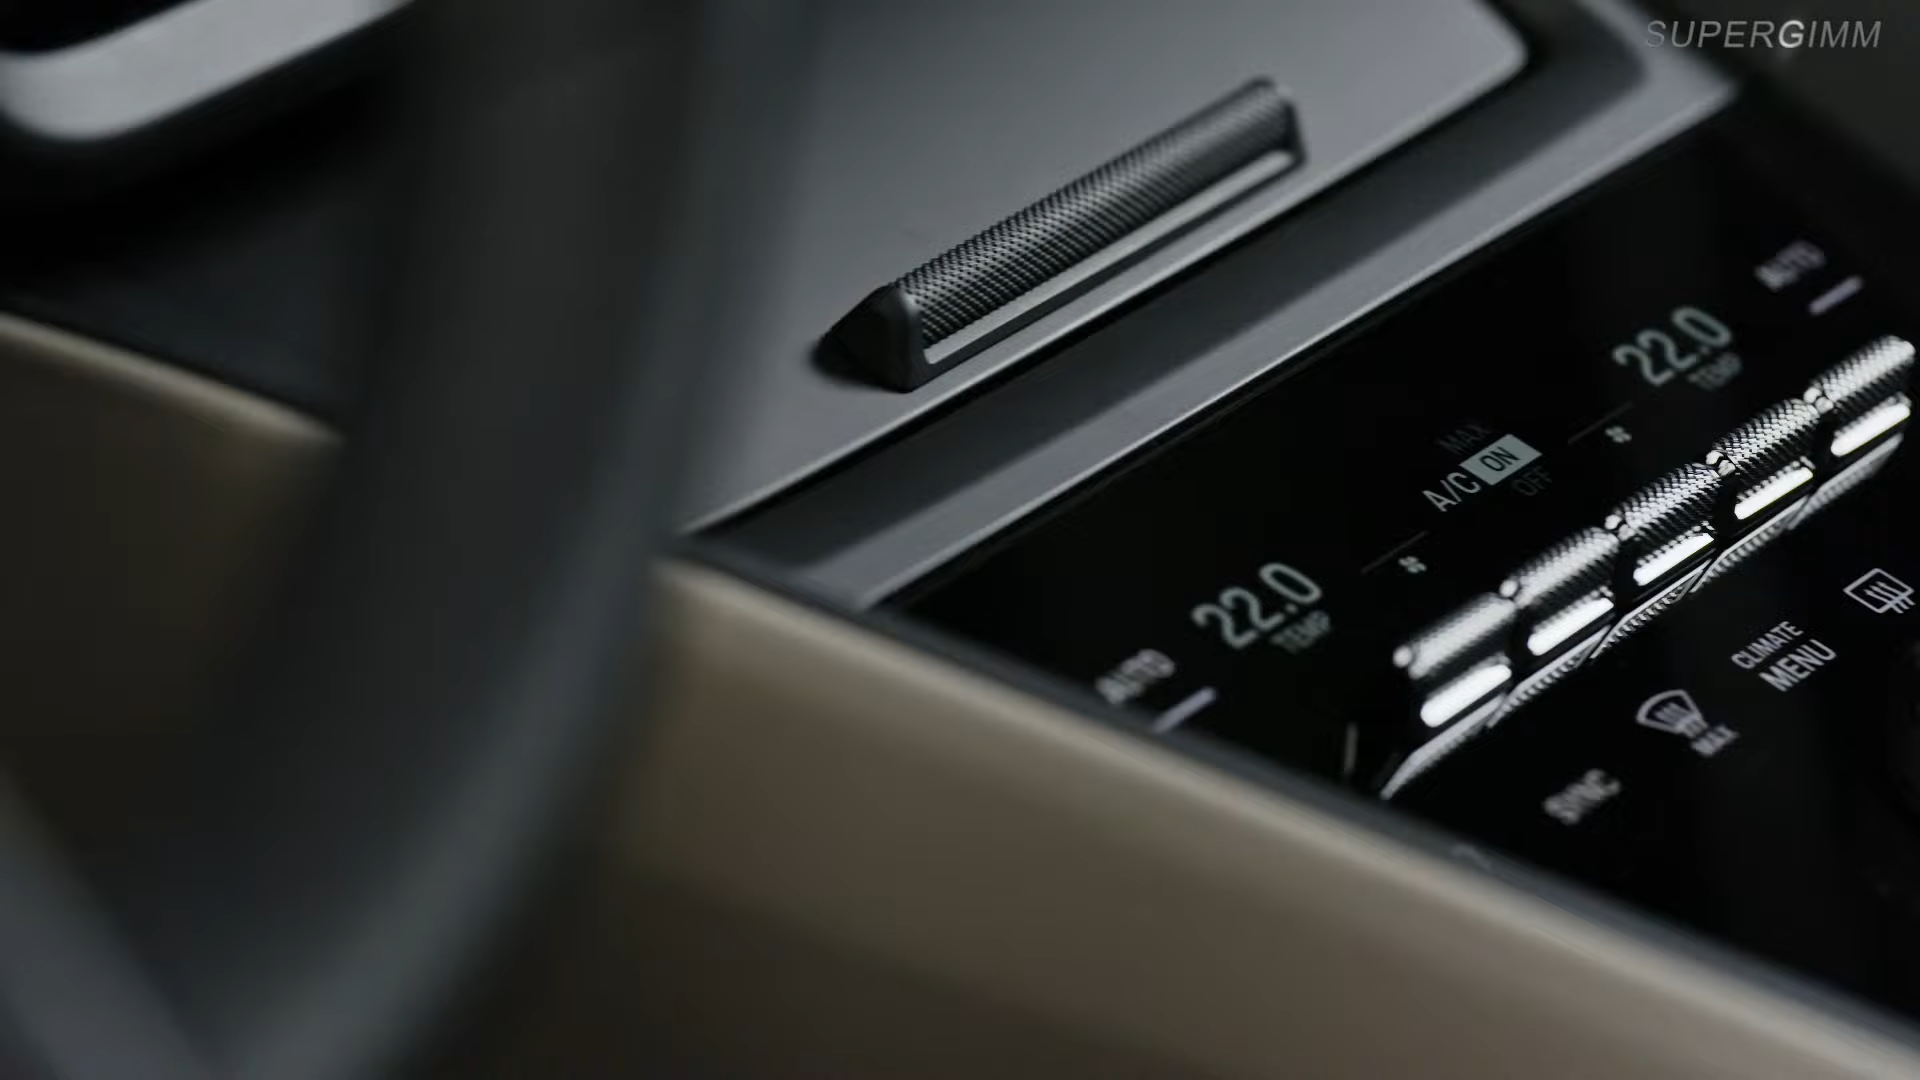 SUPERGIMM
AUTO
22.0
TEMP
MAX
A/C ON
OFF
22.0
TEMP
AUTO
CLIMATE
MENU
MAX
SYNC